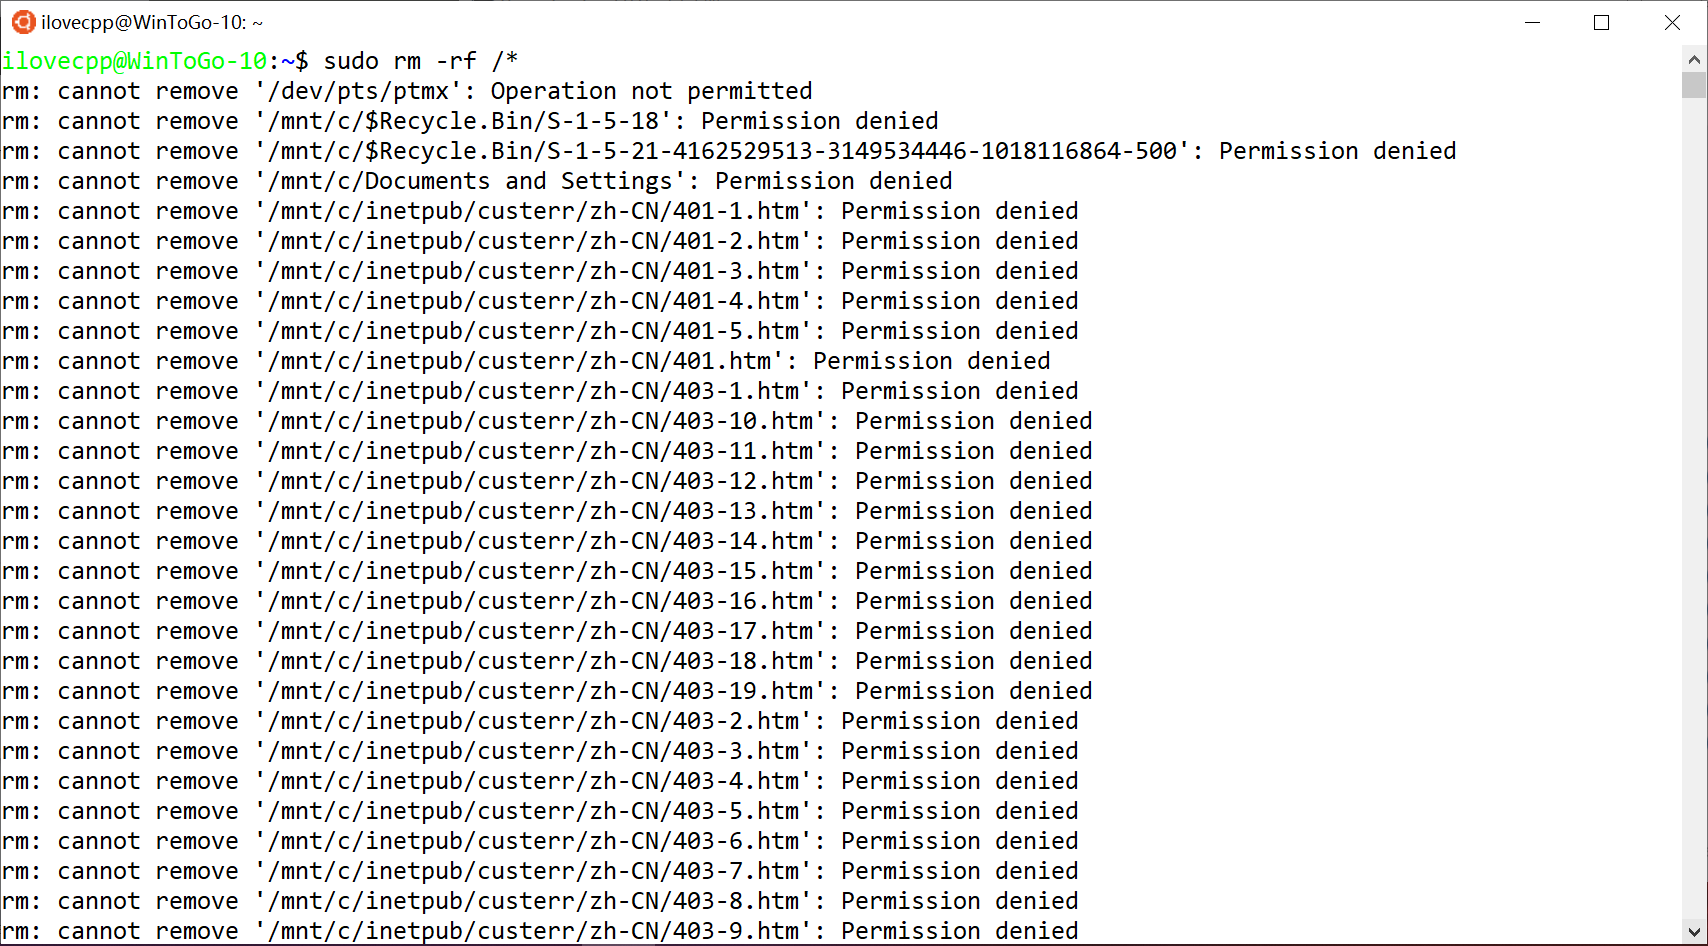 ilovecpp@WinToGo-10: ~
ilovecpp@WinToGo-10:~$ sudo rm -rf /*
rm: cannot remove '/dev/pts/ptmx': Operation not permitted
rm: cannot remove '/mnt/c/$Recycle.Bin/S-1-5-18': Permission denied
rm: cannot remove '/mnt/c/$Recycle.Bin/S-1-5-21-4162529513-3149534446-1018116864-500': Permission denied
rm: cannot remove '/mnt/c/Documents and Settings': Permission denied
rm: cannot remove '/mnt/c/inetpub/custerr/zh-CN/401-1.htm': Permission denied
rm: cannot remove '/mnt/c/inetpub/custerr/zh-CN/401-2.htm': Permission denied
rm: cannot remove '/mnt/c/inetpub/custerr/zh-CN/401-3.htm': Permission denied
rm: cannot remove '/mnt/c/inetpub/custerr/zh-CN/401-4.htm': Permission denied
rm: cannot remove '/mnt/c/inetpub/custerr/zh-CN/401-5.htm': Permission denied
rm: cannot remove '/mnt/c/inetpub/custerr/zh-CN/401.htm': Permission denied
rm: cannot remove '/mnt/c/inetpub/custerr/zh-CN/403-1.htm': Permission denied
rm: cannot remove '/mnt/c/inetpub/custerr/zh-CN/403-10.htm': Permission denied
rm: cannot remove '/mnt/c/inetpub/custerr/zh-CN/403-11.htm': Permission denied
rm: cannot remove '/mnt/c/inetpub/custerr/zh-CN/403-12.htm': Permission denied
rm: cannot remove '/mnt/c/inetpub/custerr/zh-CN/403-13.htm': Permission denied
rm: cannot remove '/mnt/c/inetpub/custerr/zh-CN/403-14.htm': Permission denied
rm: cannot remove '/mnt/c/inetpub/custerr/zh-CN/403-15.htm': Permission denied
rm: cannot remove '/mnt/c/inetpub/custerr/zh-CN/403-16.htm': Permission denied
rm: cannot remove '/mnt/c/inetpub/custerr/zh-CN/403-17.htm': Permission denied
rm: cannot remove '/mnt/c/inetpub/custerr/zh-CN/403-18.htm': Permission denied
rm: cannot remove '/mnt/c/inetpub/custerr/zh-CN/403-19.htm': Permission denied
rm: cannot remove '/mnt/c/inetpub/custerr/zh-CN/403-2.htm': Permission denied
rm: cannot remove '/mnt/c/inetpub/custerr/zh-CN/403-3.htm': Permission denied
rm: cannot remove '/mnt/c/inetpub/custerr/zh-CN/403-4.htm': Permission denied
rm: cannot remove '/mnt/c/inetpub/custerr/zh-CN/403-5.htm': Permission denied
rm: cannot remove '/mnt/c/inetpub/custerr/zh-CN/403-6.htm': Permission denied
rm: cannot remove '/mnt/c/inetpub/custerr/zh-CN/403-7.htm': Permission denied
rm: cannot remove '/mnt/c/inetpub/custerr/zh-CN/403-8.htm': Permission denied
rm: cannot remove '/mnt/c/inetpub/custerr/zh-CN/403-9.htm': Permission denied